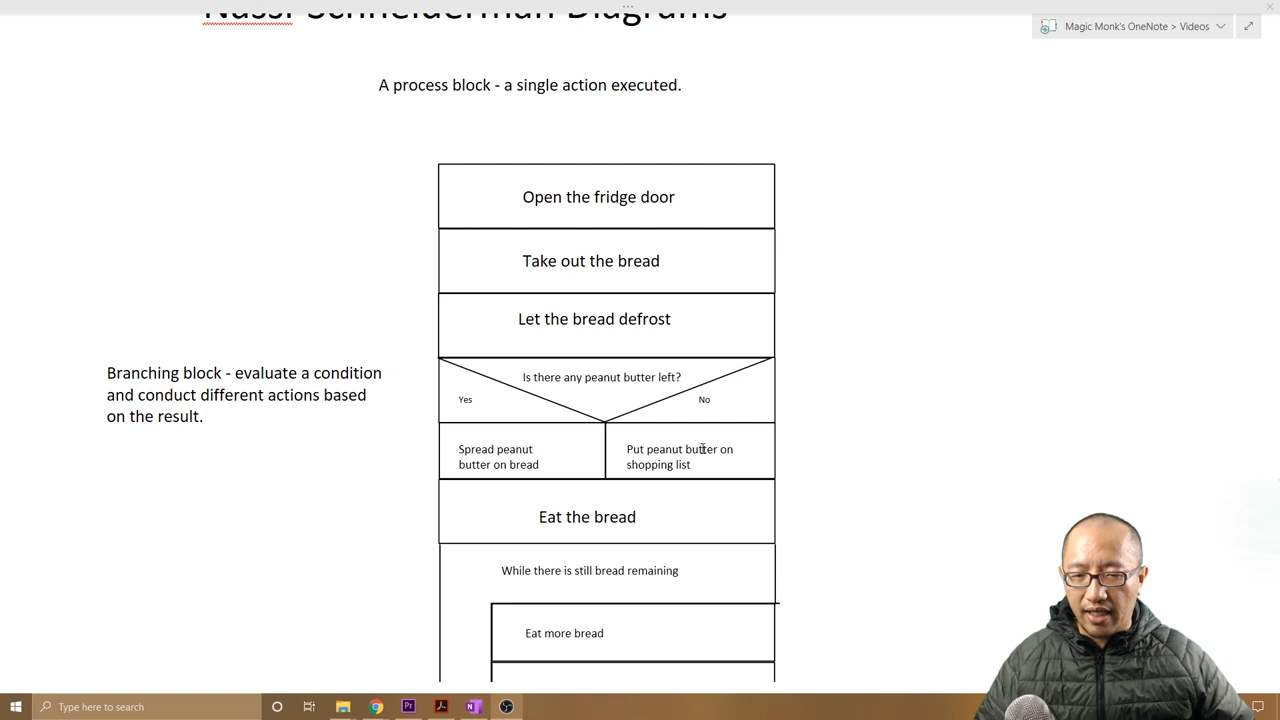 Nassi Schneiderman Diagrams
Magic Monk's OneNote > Videos
A process block - a single action executed.
Open the fridge door
Take out the bread
Let the bread defrost
Branching block - evaluate a condition
and conduct different actions based
on the result.
Is there any peanut butter left?
Yes
No
Spread peanut
butter on bread
Put peanut butter on
shopping list
Eat the bread
While there is still bread remaining
Eat more bread
Type here to search